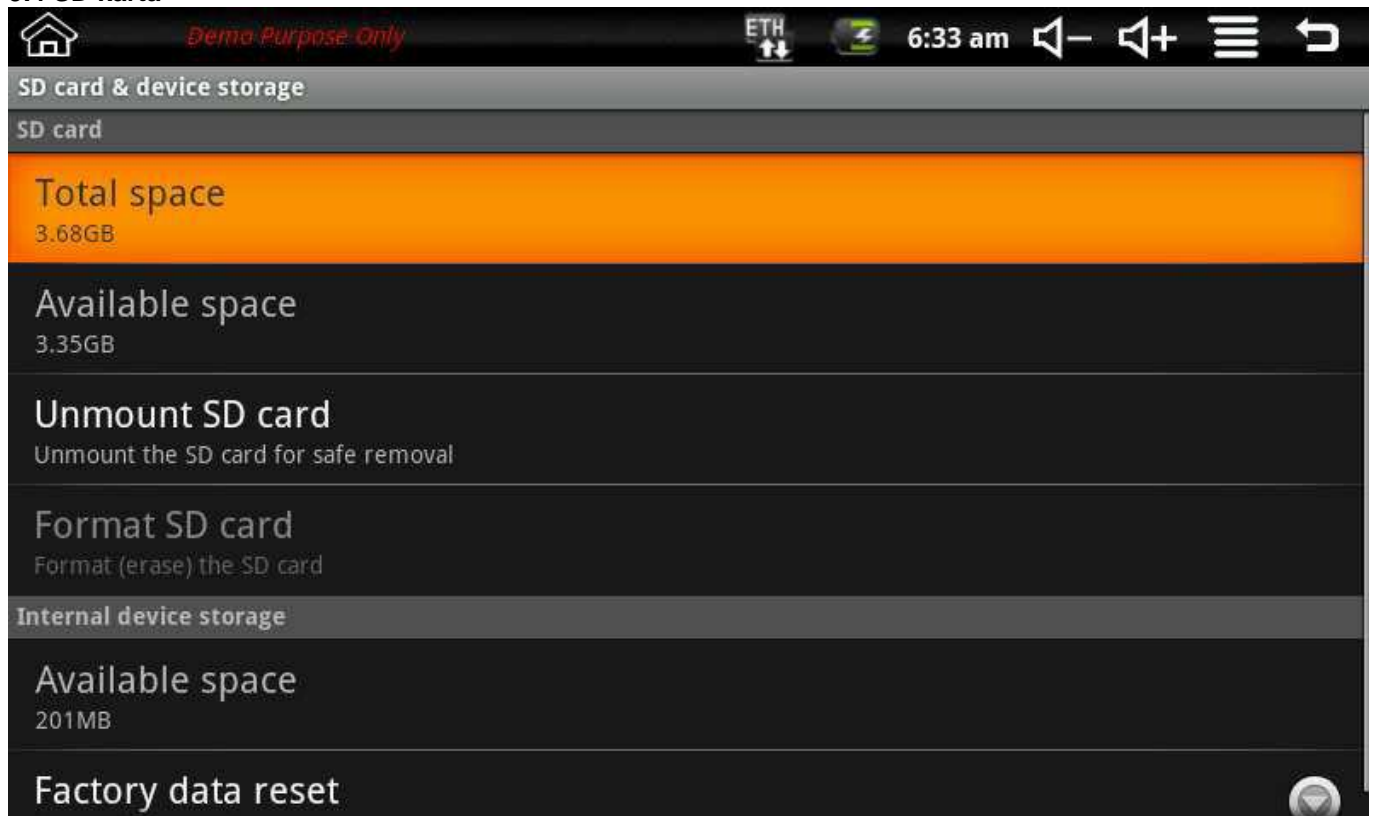 Demo Purpose Only
ETH
6:33 am
SD card & device storage
SD card
Total space
3.68GB
Available space
3.35GB
Unmount SD card
Unmount the SD card for safe removal
Format SD card
Format (erase) the SD card
Internal device storage
Available space
201MB
Factory data reset